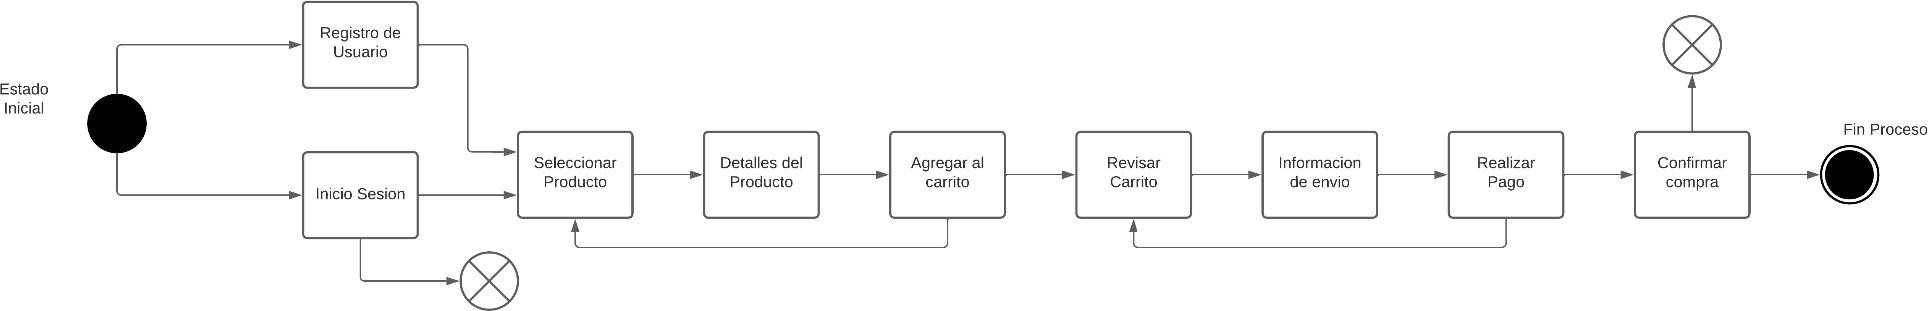 Estado
Inicial
Registro de
Usuario
Inicio Sesion
Seleccionar
Producto
Detalles del
Producto
Agregar al
carrito
Revisar
Carrito
Informacion
de envio
Realizar
Pago
Confirmar
compra
Fin Proceso